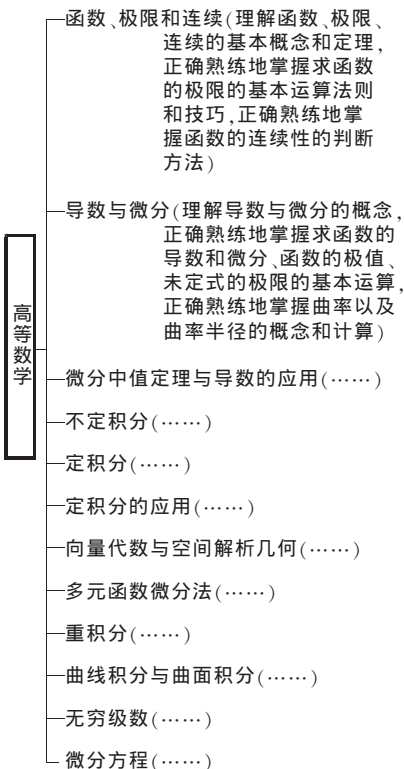 函数、极限和连续(理解函数、极限、
连续的基本概念和定理,
正确熟练地掌握求函数
的极限的基本运算法则
和技巧,正确熟练地掌
握函数的连续性的判断
方法)
导数与微分(理解导数与微分的概念,
正确熟练地掌握求函数的
导数和微分、函数的极值、
未定式的极限的基本运算,
正确熟练地掌握曲率以及
曲率半径的概念和计算)
高等数学
微分中值定理与导数的应用(……)
不定积分(……)
定积分(……)
定积分的应用(……)
向量代数与空间解析几何(……)
多元函数微分法(……)
重积分(……)
曲线积分与曲面积分(……)
无穷级数(……)
微分方程(……)